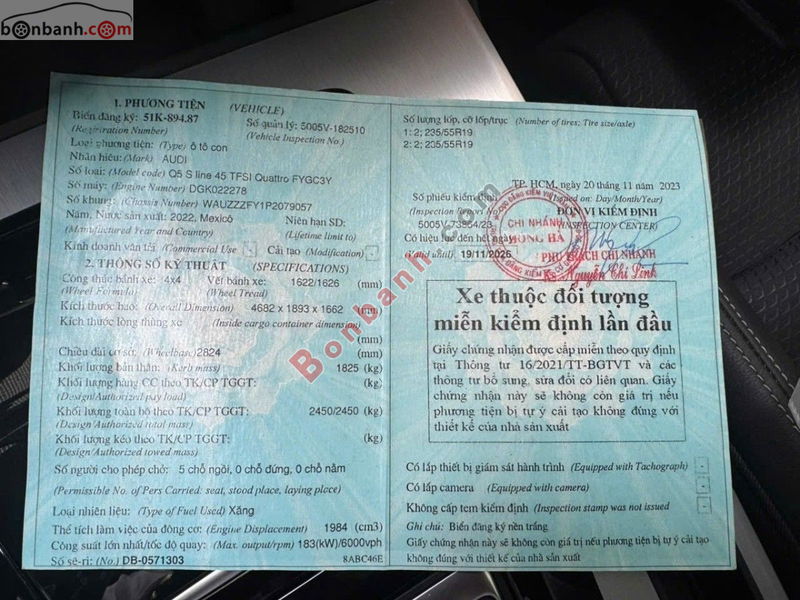 bonbanh.com
1. PHƯƠNG TIỆN (VEHICLE)
Biển đăng ký: 51K-894.87 Số quản lý: 5005V-182510
(Registration Number) (Vehicle Inspection No.)
Loại phương tiện: (Type) ô tô con
Nhãn hiệu: (Mark) AUDI
Số loại: (Model code) Q5 S line 45 TFSI Quattro FYGC3Y
Số máy: (Engine Number) DGK022278
Số khung: (Chassis Number) WAUZZZFY1P2079057
Năm, Nước sản xuất: 2022, Mexico Niên hạn SD:
(Manufactured Year and Country) (Lifetime limit to)
Kinh doanh vận tải (Commercial Use) Cải tạo (Modification)
2. THÔNG SỐ KỸ THUẬT (SPECIFICATIONS)
Công thức bánh xe: 4x4 Vết bánh xe: 1622/1626 (mm)
(Wheel Formula) (Wheel Tread)
Kích thước bao: (Overall Dimension) 4682 x 1893 x 1662 (mm)
Kích thước lòng thùng xe (Inside cargo container dimension)
(mm)
Chiều dài cơ sở: (Wheelbase) 2824 (mm)
Khối lượng bản thân: (Kerb mass) 1825 (kg)
Khối lượng hàng CC theo TK/CP TGGT: (kg)
(Design/Authorized pay load)
Khối lượng toàn bộ theo TK/CP TGGT: 2450/2450 (kg)
(Design/Authorized total mass)
Khối lượng kéo theo TK/CP TGGT: (kg)
(Design/Authorized towed mass)
Số người cho phép chở: 5 chỗ ngồi, 0 chỗ đứng, 0 chỗ nằm
(Permissible No. of Pers Carried: seat, stood place, laying place)
Loại nhiên liệu: (Type of Fuel Used) Xăng
Thể tích làm việc của động cơ: (Engine Displacement) 1984 (cm3)
Công suất lớn nhất/tốc độ quay: (Max. output/rpm) 183(kW)/6000vph
Số sê-ri: (No.) DB-0571303 8ABC46E
Số lượng lốp, cỡ lốp/trục (Number of tires; Tire size/axle)
1: 2; 235/55R19
2: 2; 235/55R19
TP. HCM, ngày 20 tháng 11 năm 2023
Số phiếu kiểm định (Issued on: Day/Month/Year)
(Inspection Report No) ĐƠN VỊ KIỂM ĐỊNH
(INSPECTION CENTER)
Có hiệu lực đến hết ngày
(Valid until) 19/11/2026
CHI NHÁNH
HỒNG HÀ
PHỤ TRÁCH CHI NHÁNH
Xe thuộc đối tượng
miễn kiểm định lần đầu
Giấy chứng nhận được cấp miễn theo quy định
tại Thông tư 16/2021/TT-BGTVT và các
thông tư bổ sung, sửa đổi có liên quan. Giấy
chứng nhận này sẽ không còn giá trị nếu
phương tiện bị tự ý cải tạo không đúng với
thiết kế của nhà sản xuất
Có lắp thiết bị giám sát hành trình (Equipped with Tachograph)
Có lắp camera (Equipped with camera)
Không cấp tem kiểm định (Inspection stamp was not issued
Ghi chú: Biển đăng ký nền trắng
Giấy chứng nhận này sẽ không có giá trị nếu phương tiện bị tự ý cải tạo
không đúng với thiết kế của nhà sản xuất
Bonbanh.com